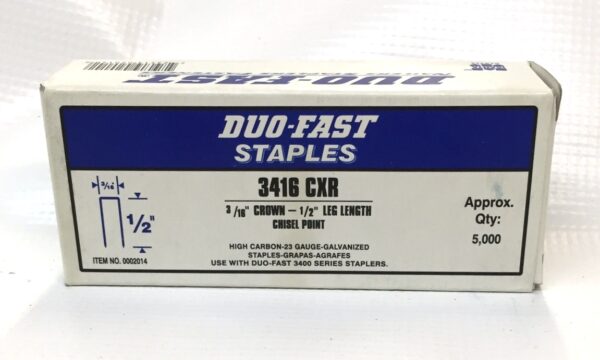 DUO-FAST
DUO-FAST
STAPLES
3416 CXR
3/16" CROWN - 1/2" LEG LENGTH
CHISEL POINT
HIGH CARBON-23 GAUGE-GALVANIZED
STAPLES-GRAPAS-AGRAFES
USE WITH DUO-FAST 3400 SERIES STAPLERS.
3/16"
1/2"
ITEM NO. 0002014
Approx.
Qty:
5,000